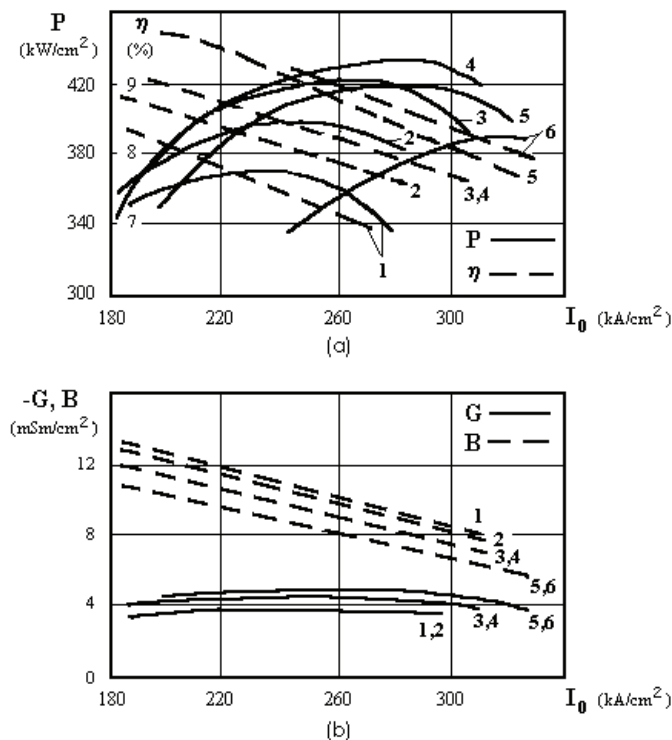 P
(kW/cm²)
η
(%)
420
9
380
8
340
7
300
4
3
5
2
6
2
3,4
5
1
P
η
180 220 260 300 I₀ (kA/cm²)
(a)
-G, B
(mSm/cm²)
G
B
12
8
4
0
1
2
3,4
5,6
1,2
3,4
5,6
180 220 260 300 I₀ (kA/cm²)
(b)